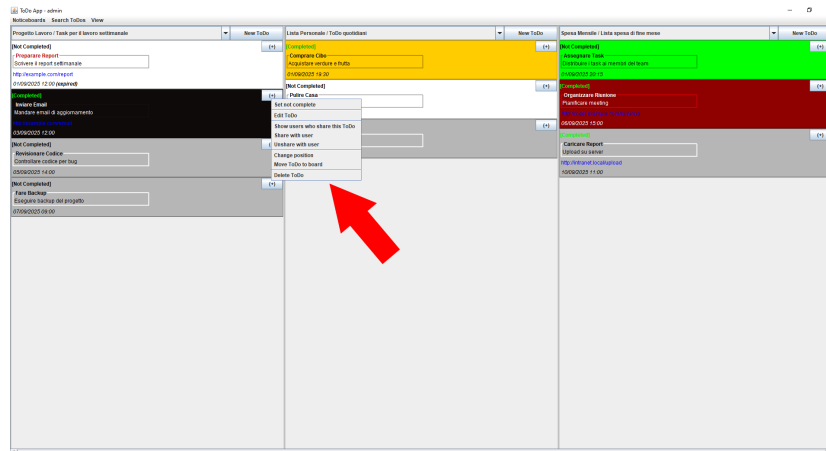 ToDo App - admin
Noticeboards Search ToDos View
Progetto Lavoro / Task per il lavoro settimanale
New ToDo
[Not Completed]
(+)
Preparare Report
Scrivere il report settimanale
http://example.com/report
01/09/2025 12:00 (expired)
[Completed]
(+)
Inviare Email
Mandare email di aggiornamento
03/09/2025 12:00
[Not Completed]
Revisionare Codice
Controllare codice per bug
05/09/2025 14:00
[Not Completed]
(+)
Fare Backup
Eseguire backup del progetto
07/09/2025 09:00
Lista Personale / ToDo quotidiani
New ToDo
[Completed]
(+)
Comprare Cibo
Acquistare verdure e frutta
01/09/2025 19:30
[Not Completed]
(+)
Pulire Casa
(+)
Set not complete
Edit ToDo
Show users who share this ToDo
Share with user
Unshare with user
Change position
Move ToDo to board
Delete ToDo
Spesa Mensile / Lista spesa di fine mese
New ToDo
[Not Completed]
(+)
Assegnare Task
Distribuire i task ai membri del team
01/09/2025 20:15
[Completed]
(+)
Organizzare Riunione
Pianificare meeting
06/09/2025 15:00
[Completed]
(+)
Caricare Report
Upload su server
http://intranet.local/upload
10/09/2025 11:00